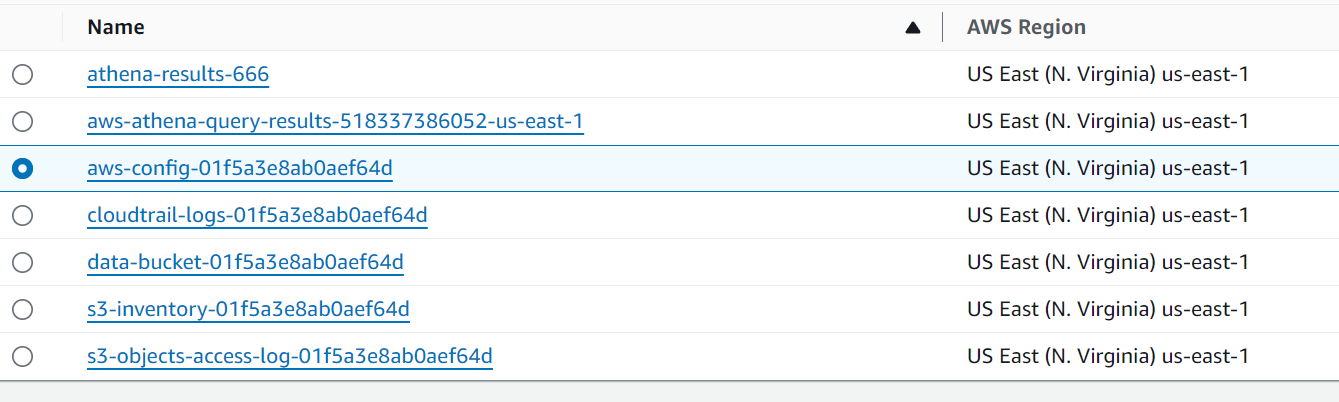 Name AWS Region
athena-results-666 US East (N. Virginia) us-east-1
aws-athena-query-results-518337386052-us-east-1 US East (N. Virginia) us-east-1
aws-config-01f5a3e8ab0aef64d US East (N. Virginia) us-east-1
cloudtrail-logs-01f5a3e8ab0aef64d US East (N. Virginia) us-east-1
data-bucket-01f5a3e8ab0aef64d US East (N. Virginia) us-east-1
s3-inventory-01f5a3e8ab0aef64d US East (N. Virginia) us-east-1
s3-objects-access-log-01f5a3e8ab0aef64d US East (N. Virginia) us-east-1